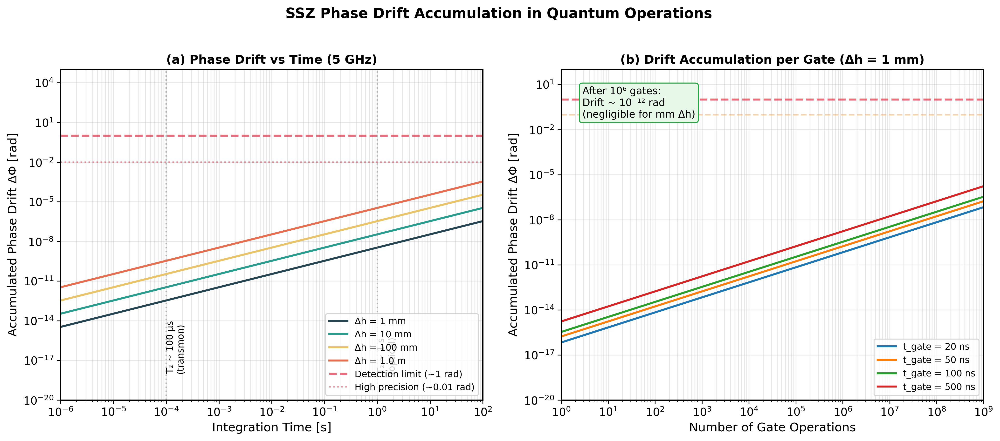 SSZ Phase Drift Accumulation in Quantum Operations
(a) Phase Drift vs Time (5 GHz)
Accumulated Phase Drift ΔΦ [rad]
10⁴
10¹
10⁻²
10⁻⁵
10⁻⁸
10⁻¹¹
10⁻¹⁴
10⁻¹⁷
10⁻²⁰
T₂ ~ 100 µs
(transmon)
T₂ ~ 1 s
(optical)
Δh = 1 mm
Δh = 10 mm
Δh = 100 mm
Δh = 1.0 m
Detection limit (~1 rad)
High precision (~0.01 rad)
10⁻⁶ 10⁻⁵ 10⁻⁴ 10⁻³ 10⁻² 10⁻¹ 10⁰ 10¹ 10²
Integration Time [s]
(b) Drift Accumulation per Gate (Δh = 1 mm)
Accumulated Phase Drift ΔΦ [rad]
10¹
10⁻²
10⁻⁵
10⁻⁸
10⁻¹¹
10⁻¹⁴
10⁻¹⁷
10⁻²⁰
After 10⁶ gates:
Drift ~ 10⁻¹² rad
(negligible for mm Δh)
t_gate = 20 ns
t_gate = 50 ns
t_gate = 100 ns
t_gate = 500 ns
10⁰ 10¹ 10² 10³ 10⁴ 10⁵ 10⁶ 10⁷ 10⁸ 10⁹
Number of Gate Operations